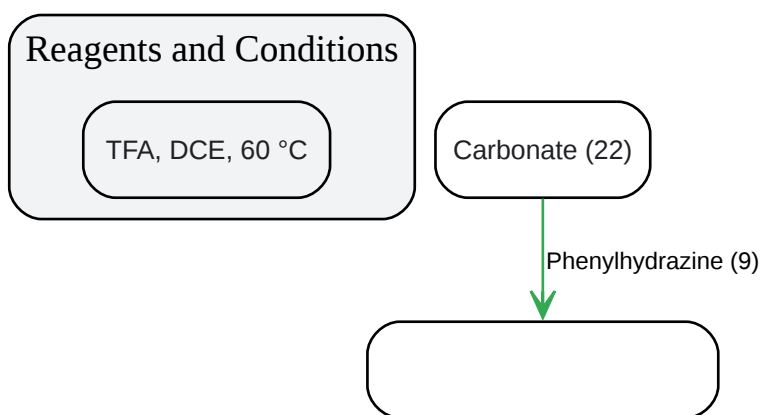 Reagents and Conditions
TFA, DCE, 60 °C
Carbonate (22)
Phenylhydrazine (9)